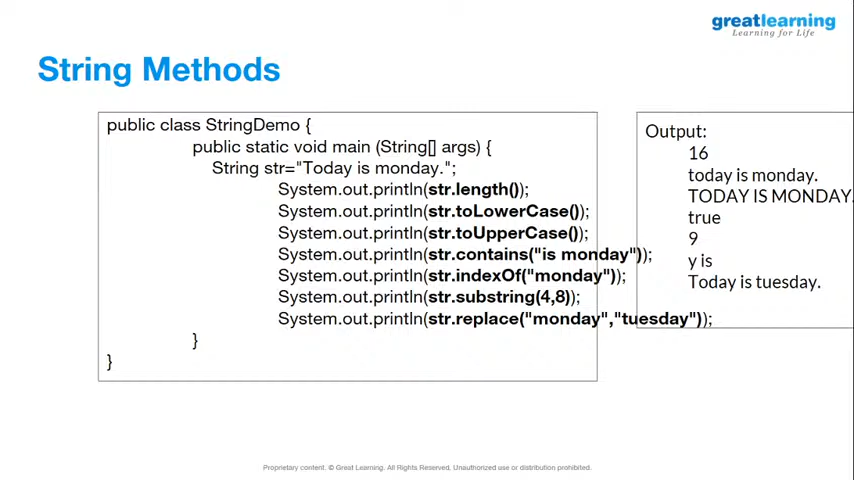 greatlearning
Learning for Life
String Methods
public class StringDemo {
public static void main (String[] args) {
String str="Today is monday.";
System.out.println(str.length());
System.out.println(str.toLowerCase());
System.out.println(str.toUpperCase());
System.out.println(str.contains("is monday"));
System.out.println(str.indexOf("monday"));
System.out.println(str.substring(4,8));
System.out.println(str.replace("monday","tuesday"));
}
}
Output:
16
today is monday.
TODAY IS MONDAY.
true
9
y is
Today is tuesday.
Proprietary content. © Great Learning. All Rights Reserved. Unauthorized use or distribution prohibited.